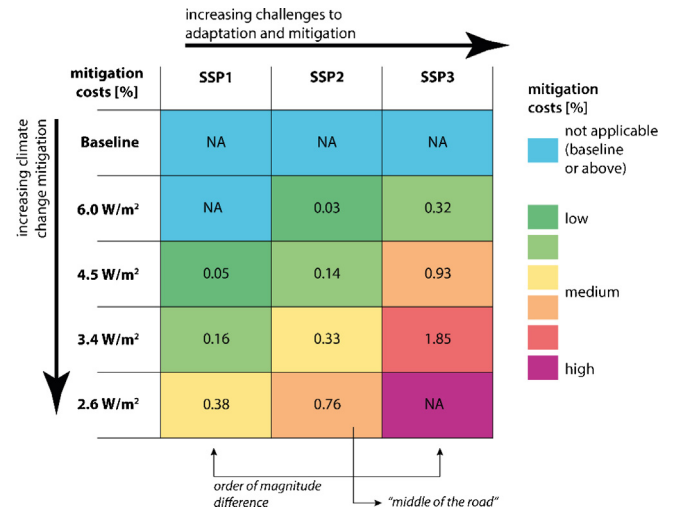 increasing challenges to
adaptation and mitigation
mitigation
costs [%]
SSP1 SSP2 SSP3
increasing climate
change mitigation
Baseline NA NA NA
6.0 W/m² NA 0.03 0.32
4.5 W/m² 0.05 0.14 0.93
3.4 W/m² 0.16 0.33 1.85
2.6 W/m² 0.38 0.76 NA
order of magnitude
difference
"middle of the road"
mitigation
costs [%]
not applicable
(baseline
or above)
low
medium
high